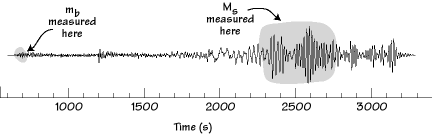 m_b
measured
here
M_s
measured
here
1000 1500 2000 2500 3000
Time (s)